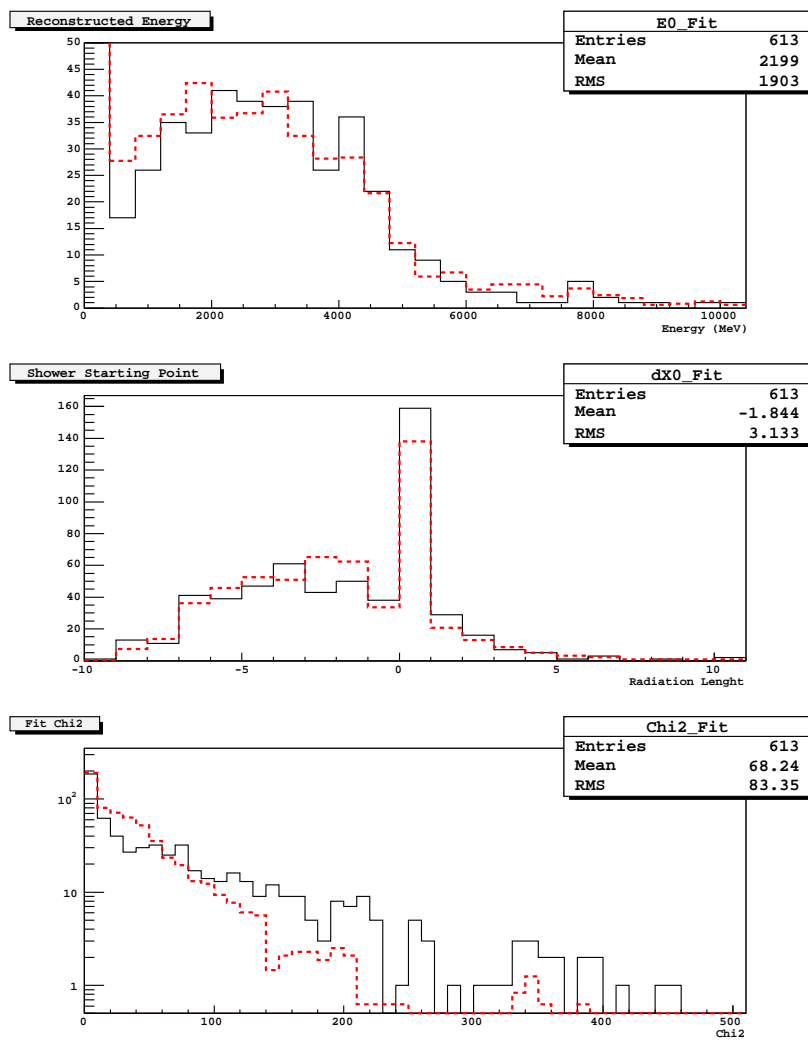 Reconstructed Energy
E0_Fit
Entries 613
Mean 2199
RMS 1903
50
45
40
35
30
25
20
15
10
5
0
0 2000 4000 6000 8000 10000
Energy (MeV)
Shower Starting Point
dX0_Fit
Entries 613
Mean -1.844
RMS 3.133
160
140
120
100
80
60
40
20
0
-10 -5 0 5 10
Radiation Lenght
Fit Chi2
Chi2_Fit
Entries 613
Mean 68.24
RMS 83.35
10²
10
1
0 100 200 300 400 500
Chi2